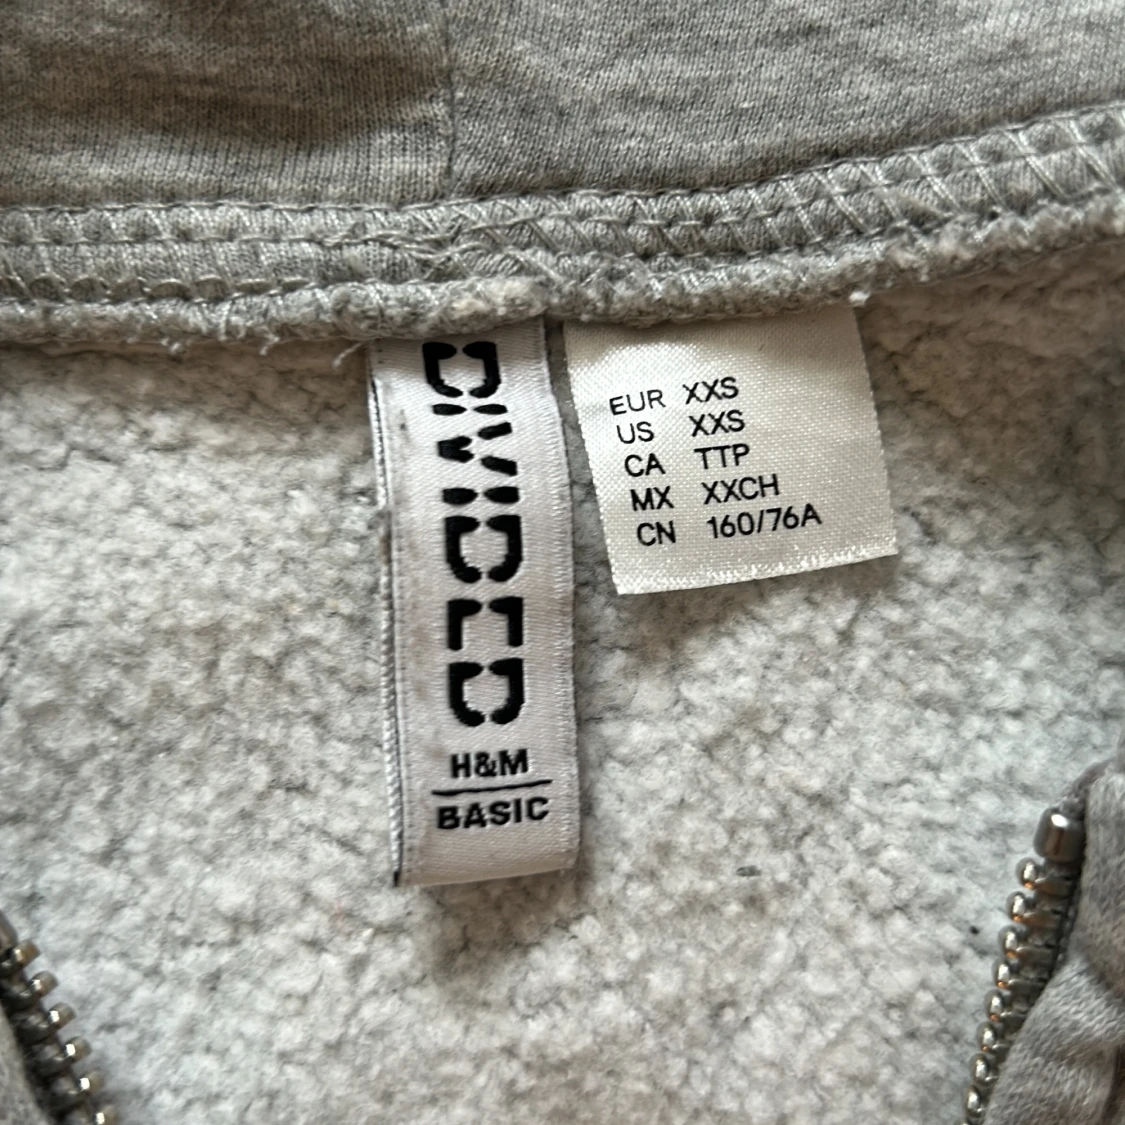 DIVIDED
H&M
BASIC
EUR XXS
US XXS
CA TTP
MX XXCH
CN 160/76A